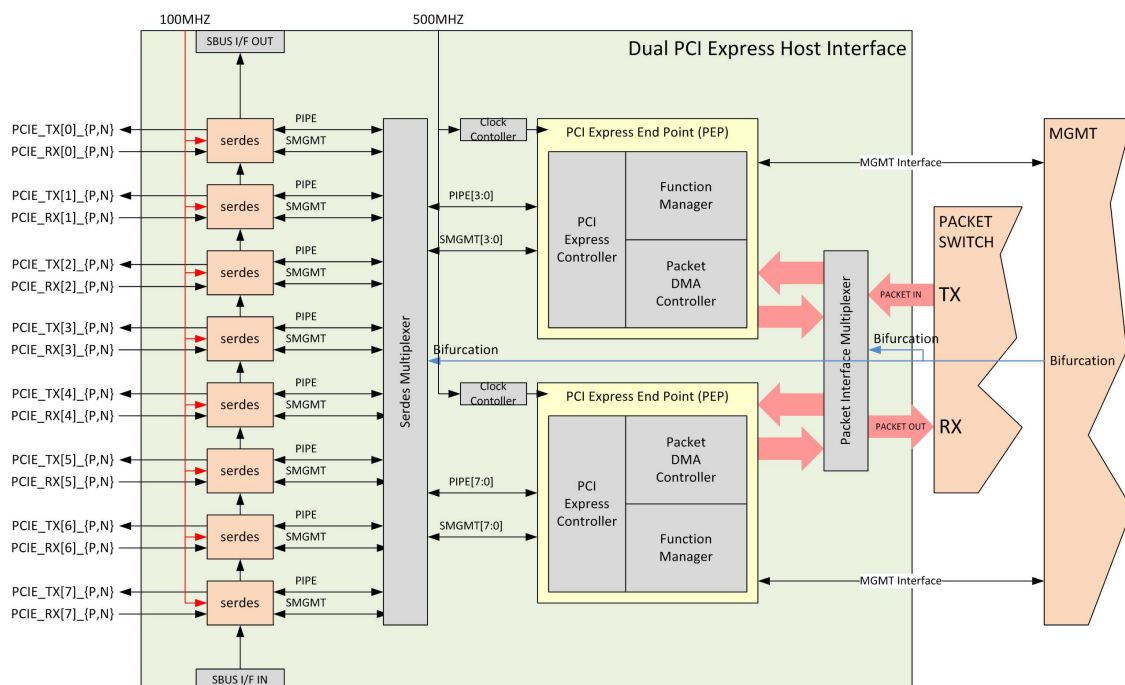 100MHZ
500MHZ
SBUS I/F OUT
Dual PCI Express Host Interface
PCIE_TX[0]_{P,N}
PCIE_RX[0]_{P,N}
serdes
PIPE
SMGMT
PCIE_TX[1]_{P,N}
PCIE_RX[1]_{P,N}
serdes
PIPE
SMGMT
PCIE_TX[2]_{P,N}
PCIE_RX[2]_{P,N}
serdes
PIPE
SMGMT
PCIE_TX[3]_{P,N}
PCIE_RX[3]_{P,N}
serdes
PIPE
SMGMT
PCIE_TX[4]_{P,N}
PCIE_RX[4]_{P,N}
serdes
PIPE
SMGMT
PCIE_TX[5]_{P,N}
PCIE_RX[5]_{P,N}
serdes
PIPE
SMGMT
PCIE_TX[6]_{P,N}
PCIE_RX[6]_{P,N}
serdes
PIPE
SMGMT
PCIE_TX[7]_{P,N}
PCIE_RX[7]_{P,N}
serdes
PIPE
SMGMT
SBUS I/F IN
Serdes Multiplexer
Clock
Contoller
PIPE[3:0]
SMGMT[3:0]
PCI Express End Point (PEP)
PCI
Express
Controller
Function
Manager
Packet
DMA
Controller
Bifurcation
Clock
Contoller
PIPE[7:0]
SMGMT[7:0]
PCI Express End Point (PEP)
PCI
Express
Controller
Packet
DMA
Controller
Function
Manager
MGMT Interface
Packet Interface Multiplexer
PACKET IN
Bifurcation
PACKET OUT
MGMT Interface
PACKET
SWITCH
TX
RX
MGMT
Bifurcation